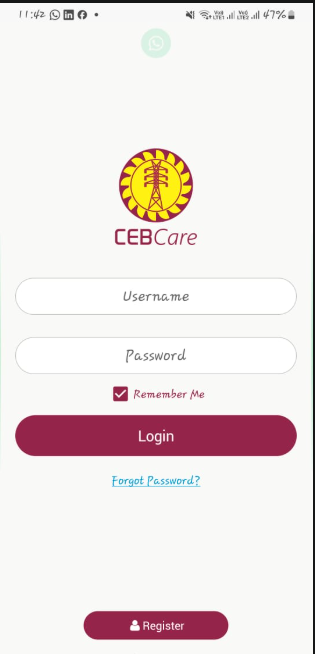 11:42
47%
CEBCare
Username
Password
Remember Me
Login
Forgot Password?
Register